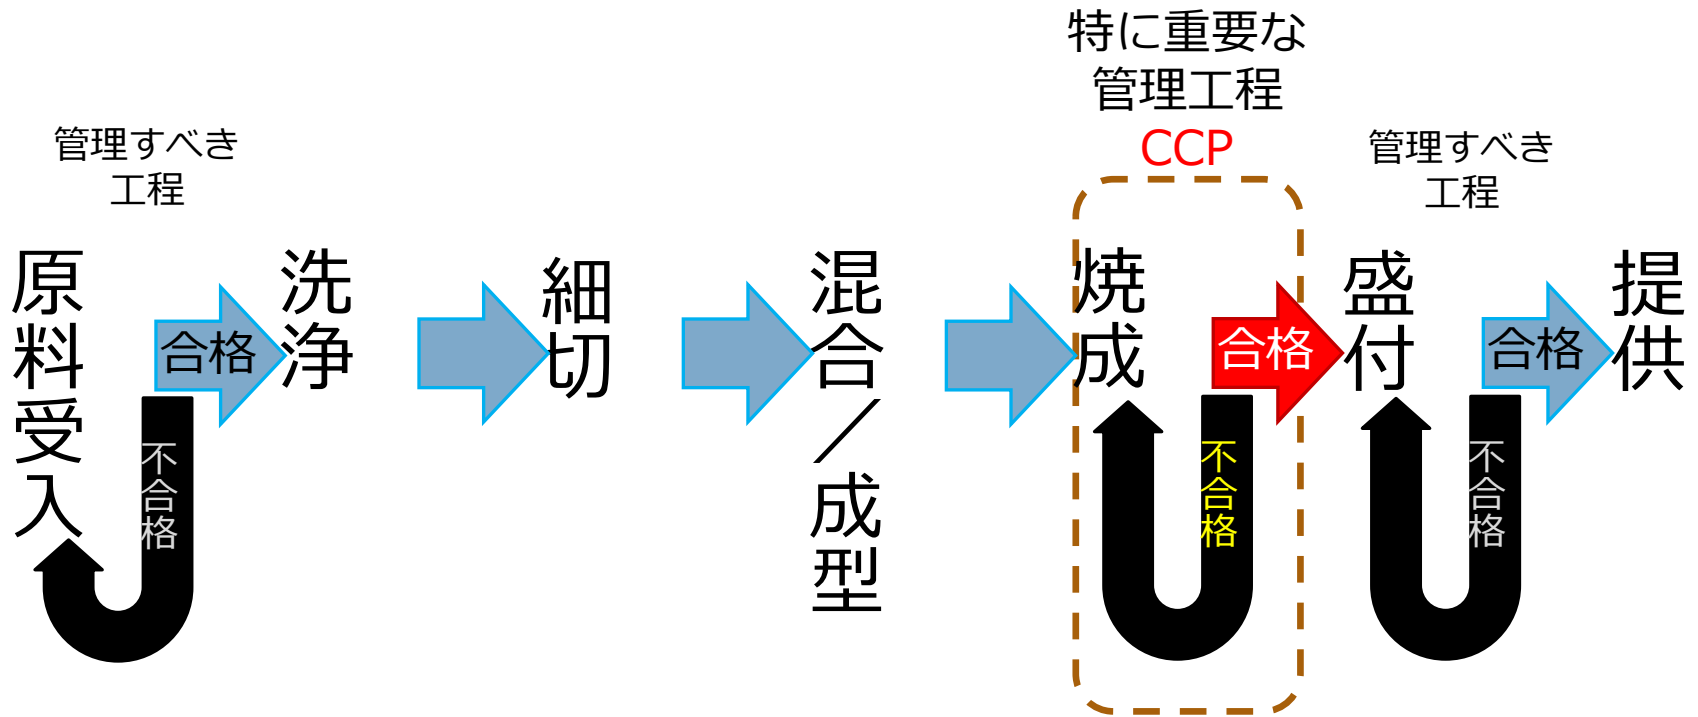 特に重要な
管理工程
CCP
管理すべき
工程
管理すべき
工程
原料受入
合格
不合格
洗浄
細切
混合／成型
焼成
合格
不合格
盛付
合格
不合格
提供